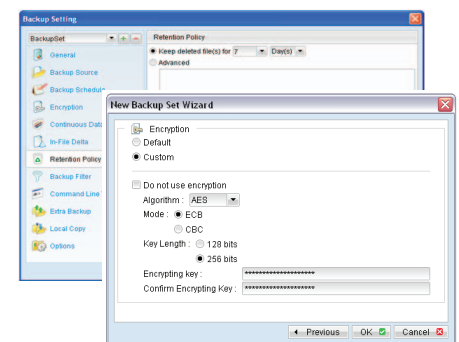 Backup Setting
BackupSet
General
Backup Source
Backup Schedule
Encryption
Continuous Data
In-File Delta
Retention Policy
Backup Filter
Command Line
Extra Backup
Local Copy
Options
Retention Policy
Keep deleted file(s) for 7 Day(s)
Advanced
New Backup Set Wizard
Encryption
Default
Custom
Do not use encryption
Algorithm : AES
Mode : ECB
CBC
Key Length : 128 bits
256 bits
Encrypting key : ********************
Confirm Encrypting Key : ********************
Previous OK Cancel